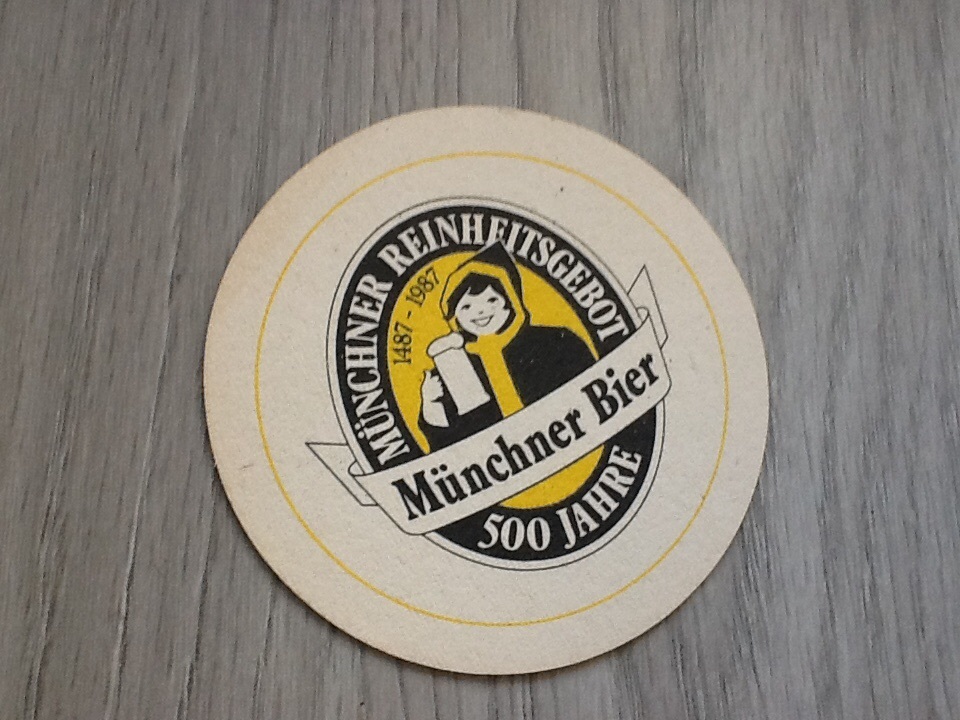 MÜNCHNER REINHEITSGEBOT
1487 - 1987
Münchner Bier
500 JAHRE